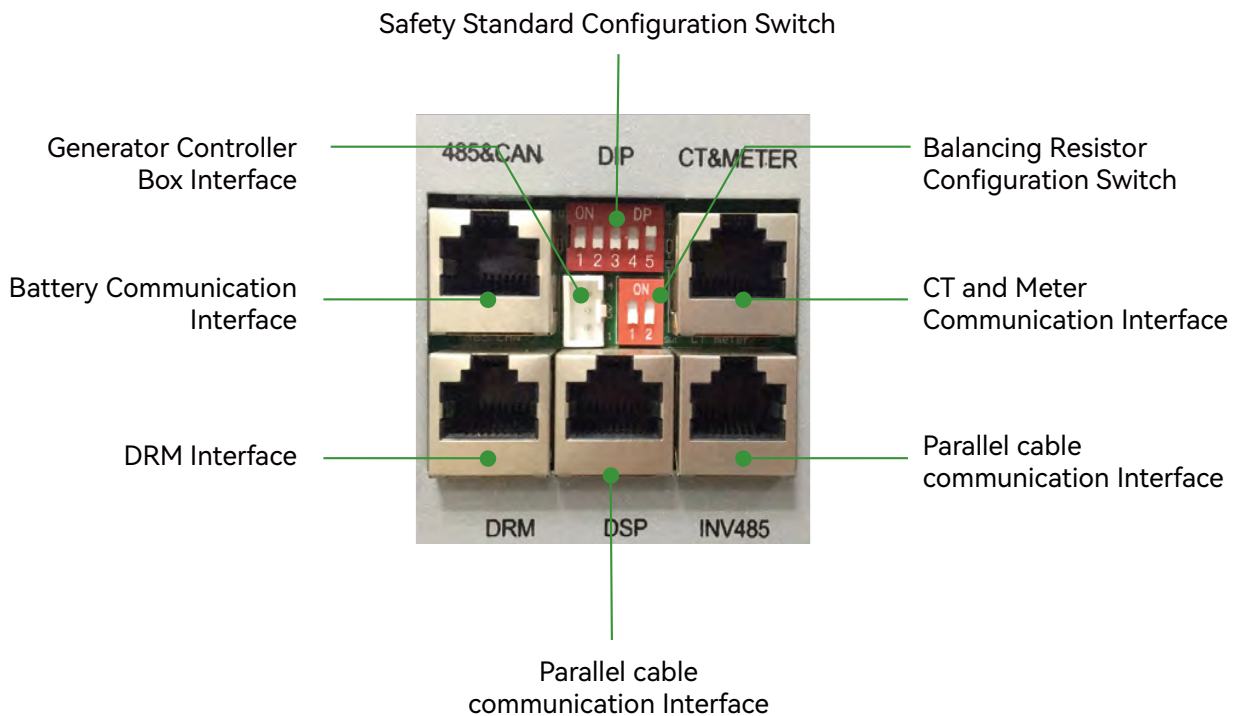 Safety Standard Configuration Switch
Generator Controller
Box Interface
Balancing Resistor
Configuration Switch
485&CAN
DIP
CT&METER
ON DP
1 2 3 4 5
ON
1 2
Battery Communication
Interface
CT and Meter
Communication Interface
DRM Interface
Parallel cable
communication Interface
DRM
DSP
INV485
Parallel cable
communication Interface